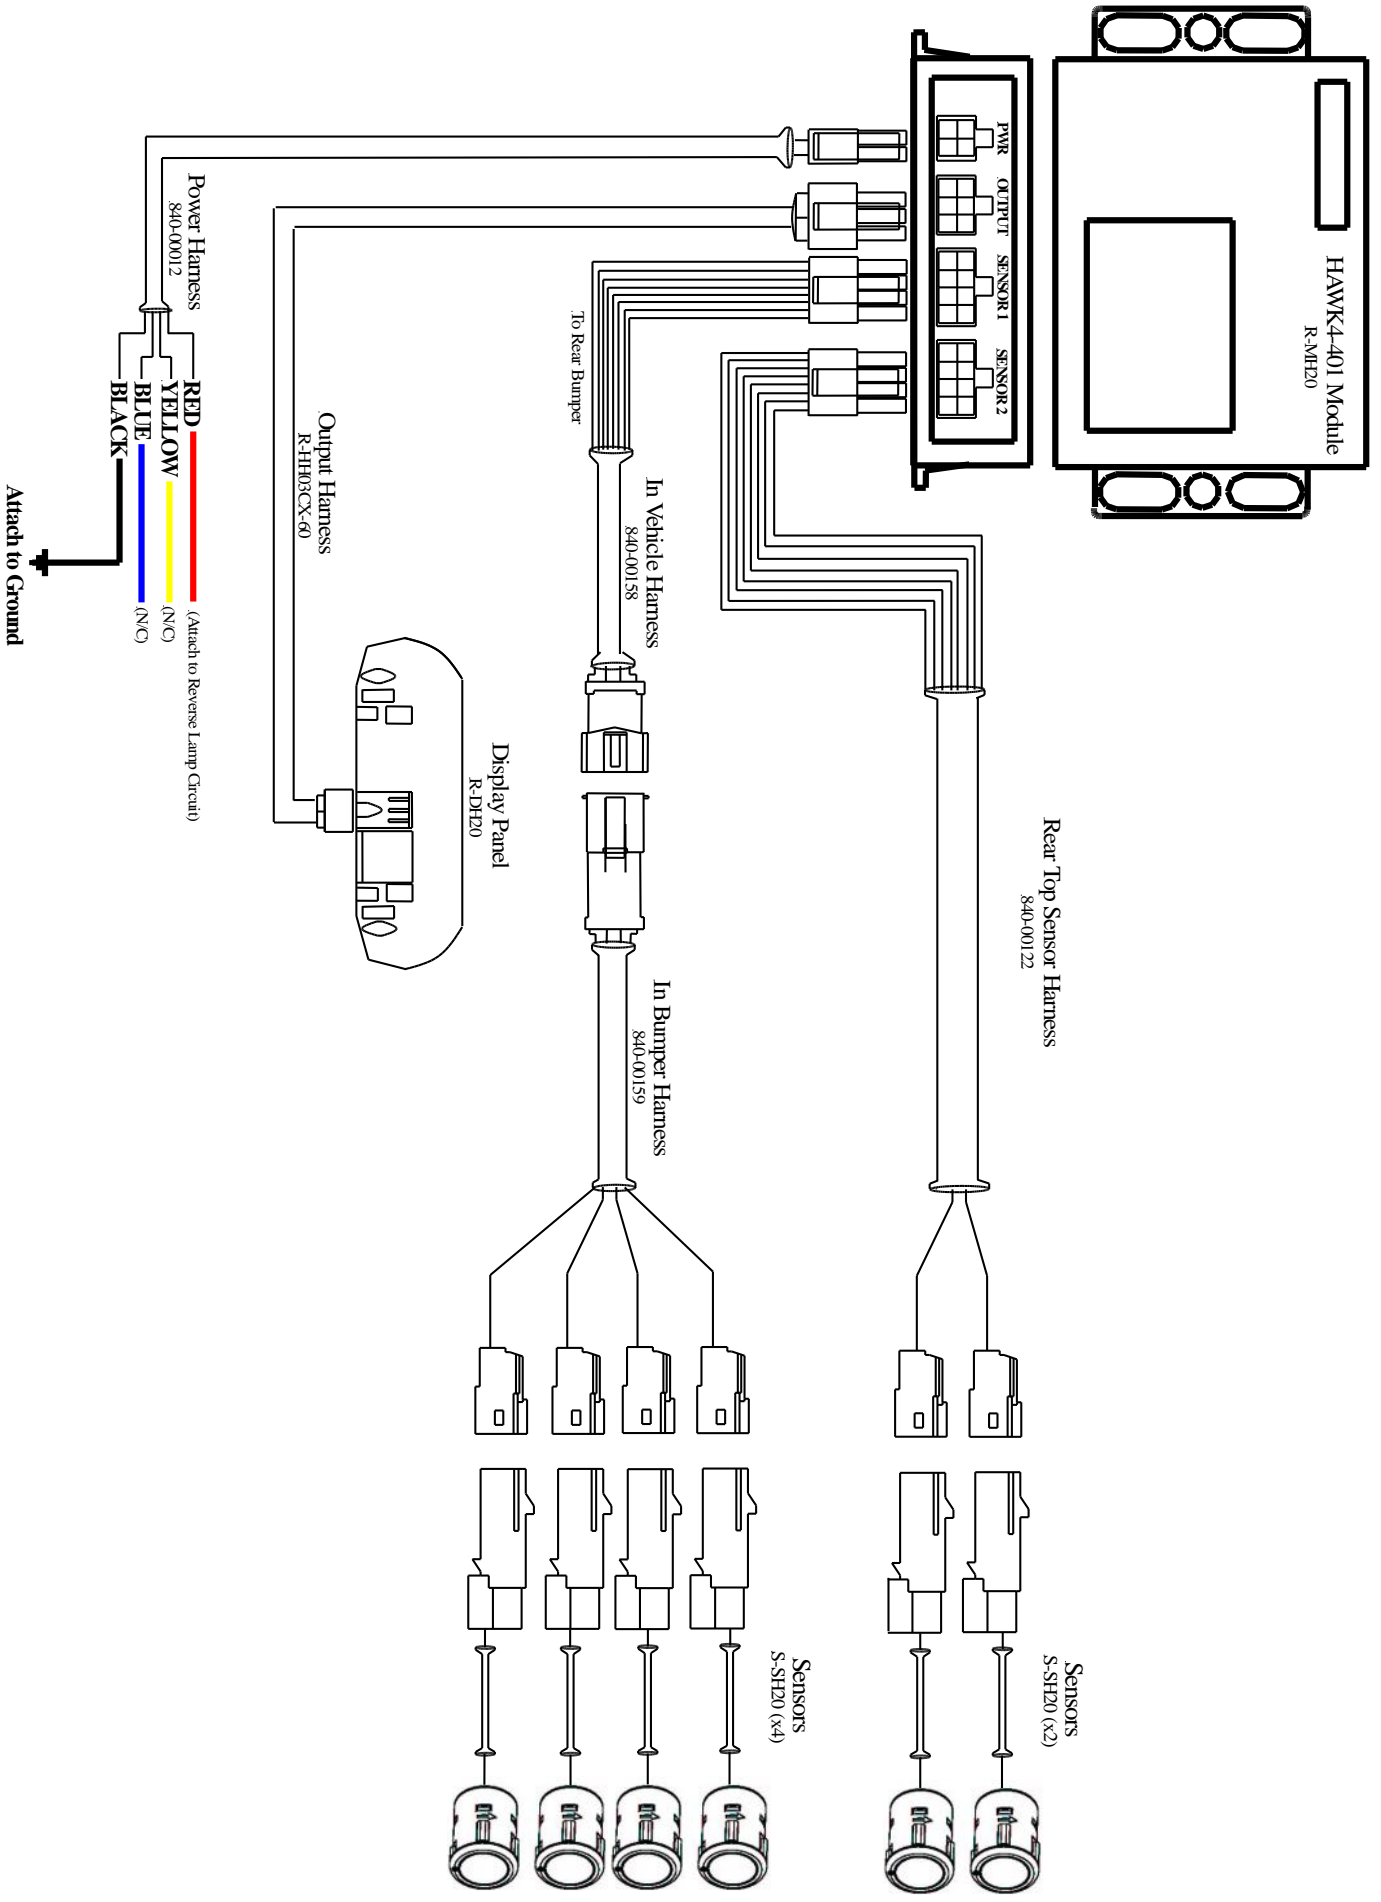 HAWK4-401 Module
R-MH20
PWR
OUTPUT
SENSOR 1
SENSOR 2
Rear Top Sensor Harness
840-00122
Sensors
S-SH20 (x2)
Sensors
S-SH20 (x4)
In Vehicle Harness
840-00158
In Bumper Harness
840-00159
To Rear Bumper
Display Panel
R-DH20
Output Harness
R-HH03CX-60
Power Harness
840-00012
RED
(Attach to Reverse Lamp Circuit)
YELLOW
(N/C)
BLUE
(N/C)
BLACK
Attach to Ground